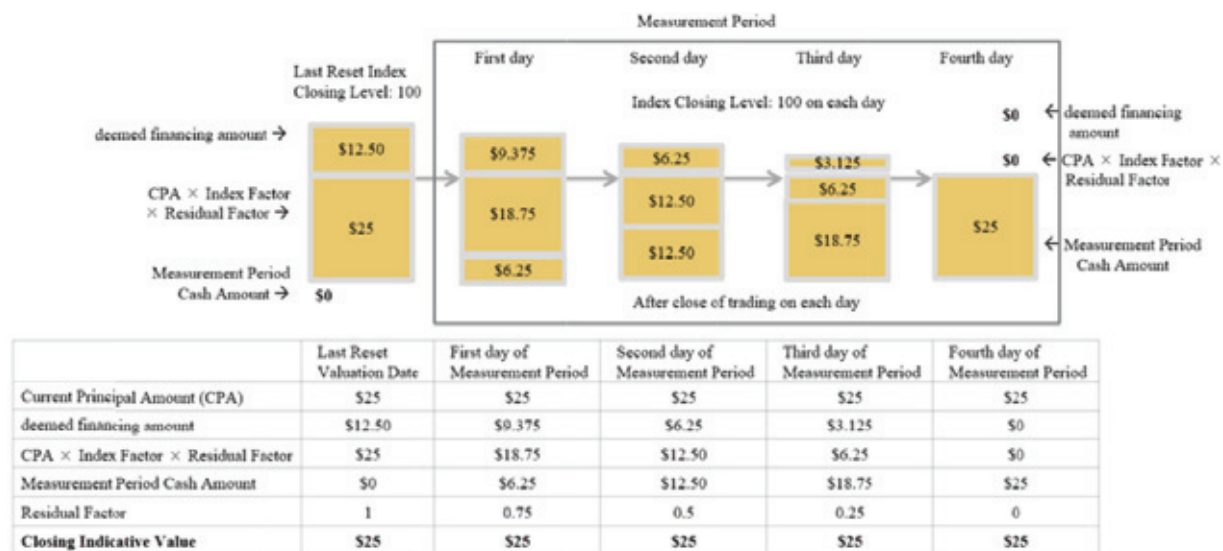 Measurement Period
First day Second day Third day Fourth day
Last Reset Index
Closing Level: 100
Index Closing Level: 100 on each day
deemed financing amount →
$12.50
$9.375
$6.25
$3.125
$0
← deemed financing
amount
CPA × Index Factor
× Residual Factor →
$25
$18.75
$12.50
$6.25
$0
← CPA × Index Factor ×
Residual Factor
Measurement Period
Cash Amount →
$0
$6.25
$12.50
$18.75
$25
← Measurement Period
Cash Amount
After close of trading on each day
Last Reset
Valuation Date
First day of
Measurement Period
Second day of
Measurement Period
Third day of
Measurement Period
Fourth day of
Measurement Period
Current Principal Amount (CPA) $25 $25 $25 $25 $25
deemed financing amount $12.50 $9.375 $6.25 $3.125 $0
CPA × Index Factor × Residual Factor $25 $18.75 $12.50 $6.25 $0
Measurement Period Cash Amount $0 $6.25 $12.50 $18.75 $25
Residual Factor 1 0.75 0.5 0.25 0
Closing Indicative Value $25 $25 $25 $25 $25